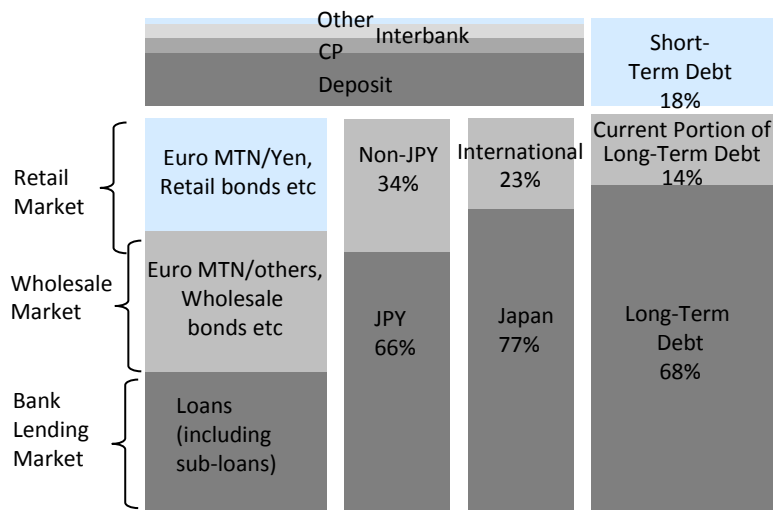 Other
Interbank
CP
Deposit
Short-
Term Debt
18%
Retail
Market
Wholesale
Market
Bank
Lending
Market
Euro MTN/Yen,
Retail bonds etc
Euro MTN/others,
Wholesale
bonds etc
Loans
(including
sub-loans)
Non-JPY
34%
JPY
66%
International
23%
Japan
77%
Current Portion of
Long-Term Debt
14%
Long-Term
Debt
68%